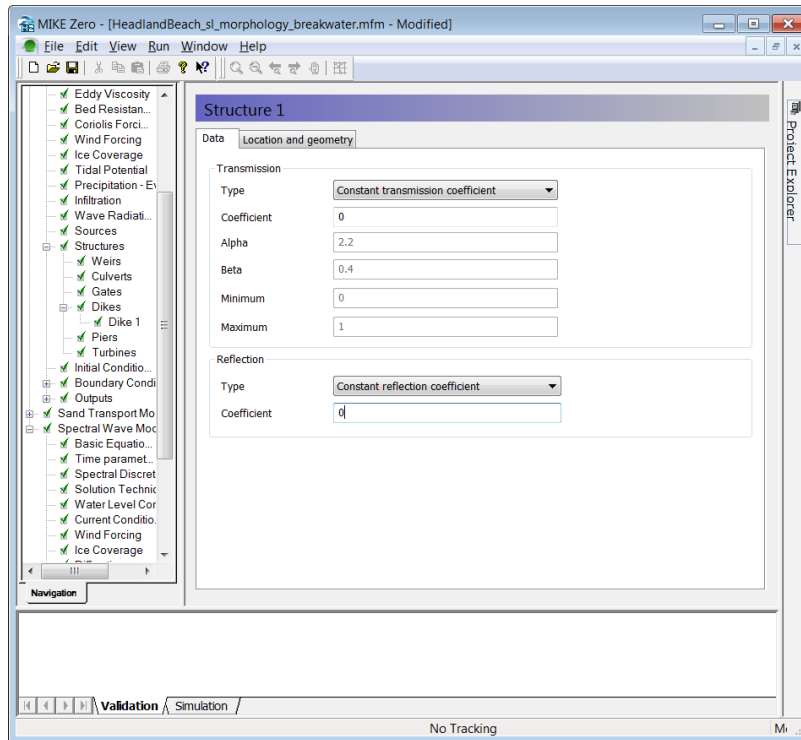 MIKE Zero - [HeadlandBeach_sl_morphology_breakwater.mfm - Modified]
File Edit View Run Window Help
Eddy Viscosity
Bed Resistan...
Coriolis Forci...
Wind Forcing
Ice Coverage
Tidal Potential
Precipitation - Ev
Infiltration
Wave Radiati...
Sources
Structures
Weirs
Culverts
Gates
Dikes
Dike 1
Piers
Turbines
Initial Conditio...
Boundary Condi
Outputs
Sand Transport Mo
Spectral Wave Moc
Basic Equatio...
Time paramet...
Spectral Discret
Solution Technic
Water Level Cor
Current Conditio.
Wind Forcing
Ice Coverage
Navigation
Structure 1
Data Location and geometry
Transmission
Type Constant transmission coefficient
Coefficient 0
Alpha 2.2
Beta 0.4
Minimum 0
Maximum 1
Reflection
Type Constant reflection coefficient
Coefficient 0
Project Explorer
Validation Simulation
No Tracking